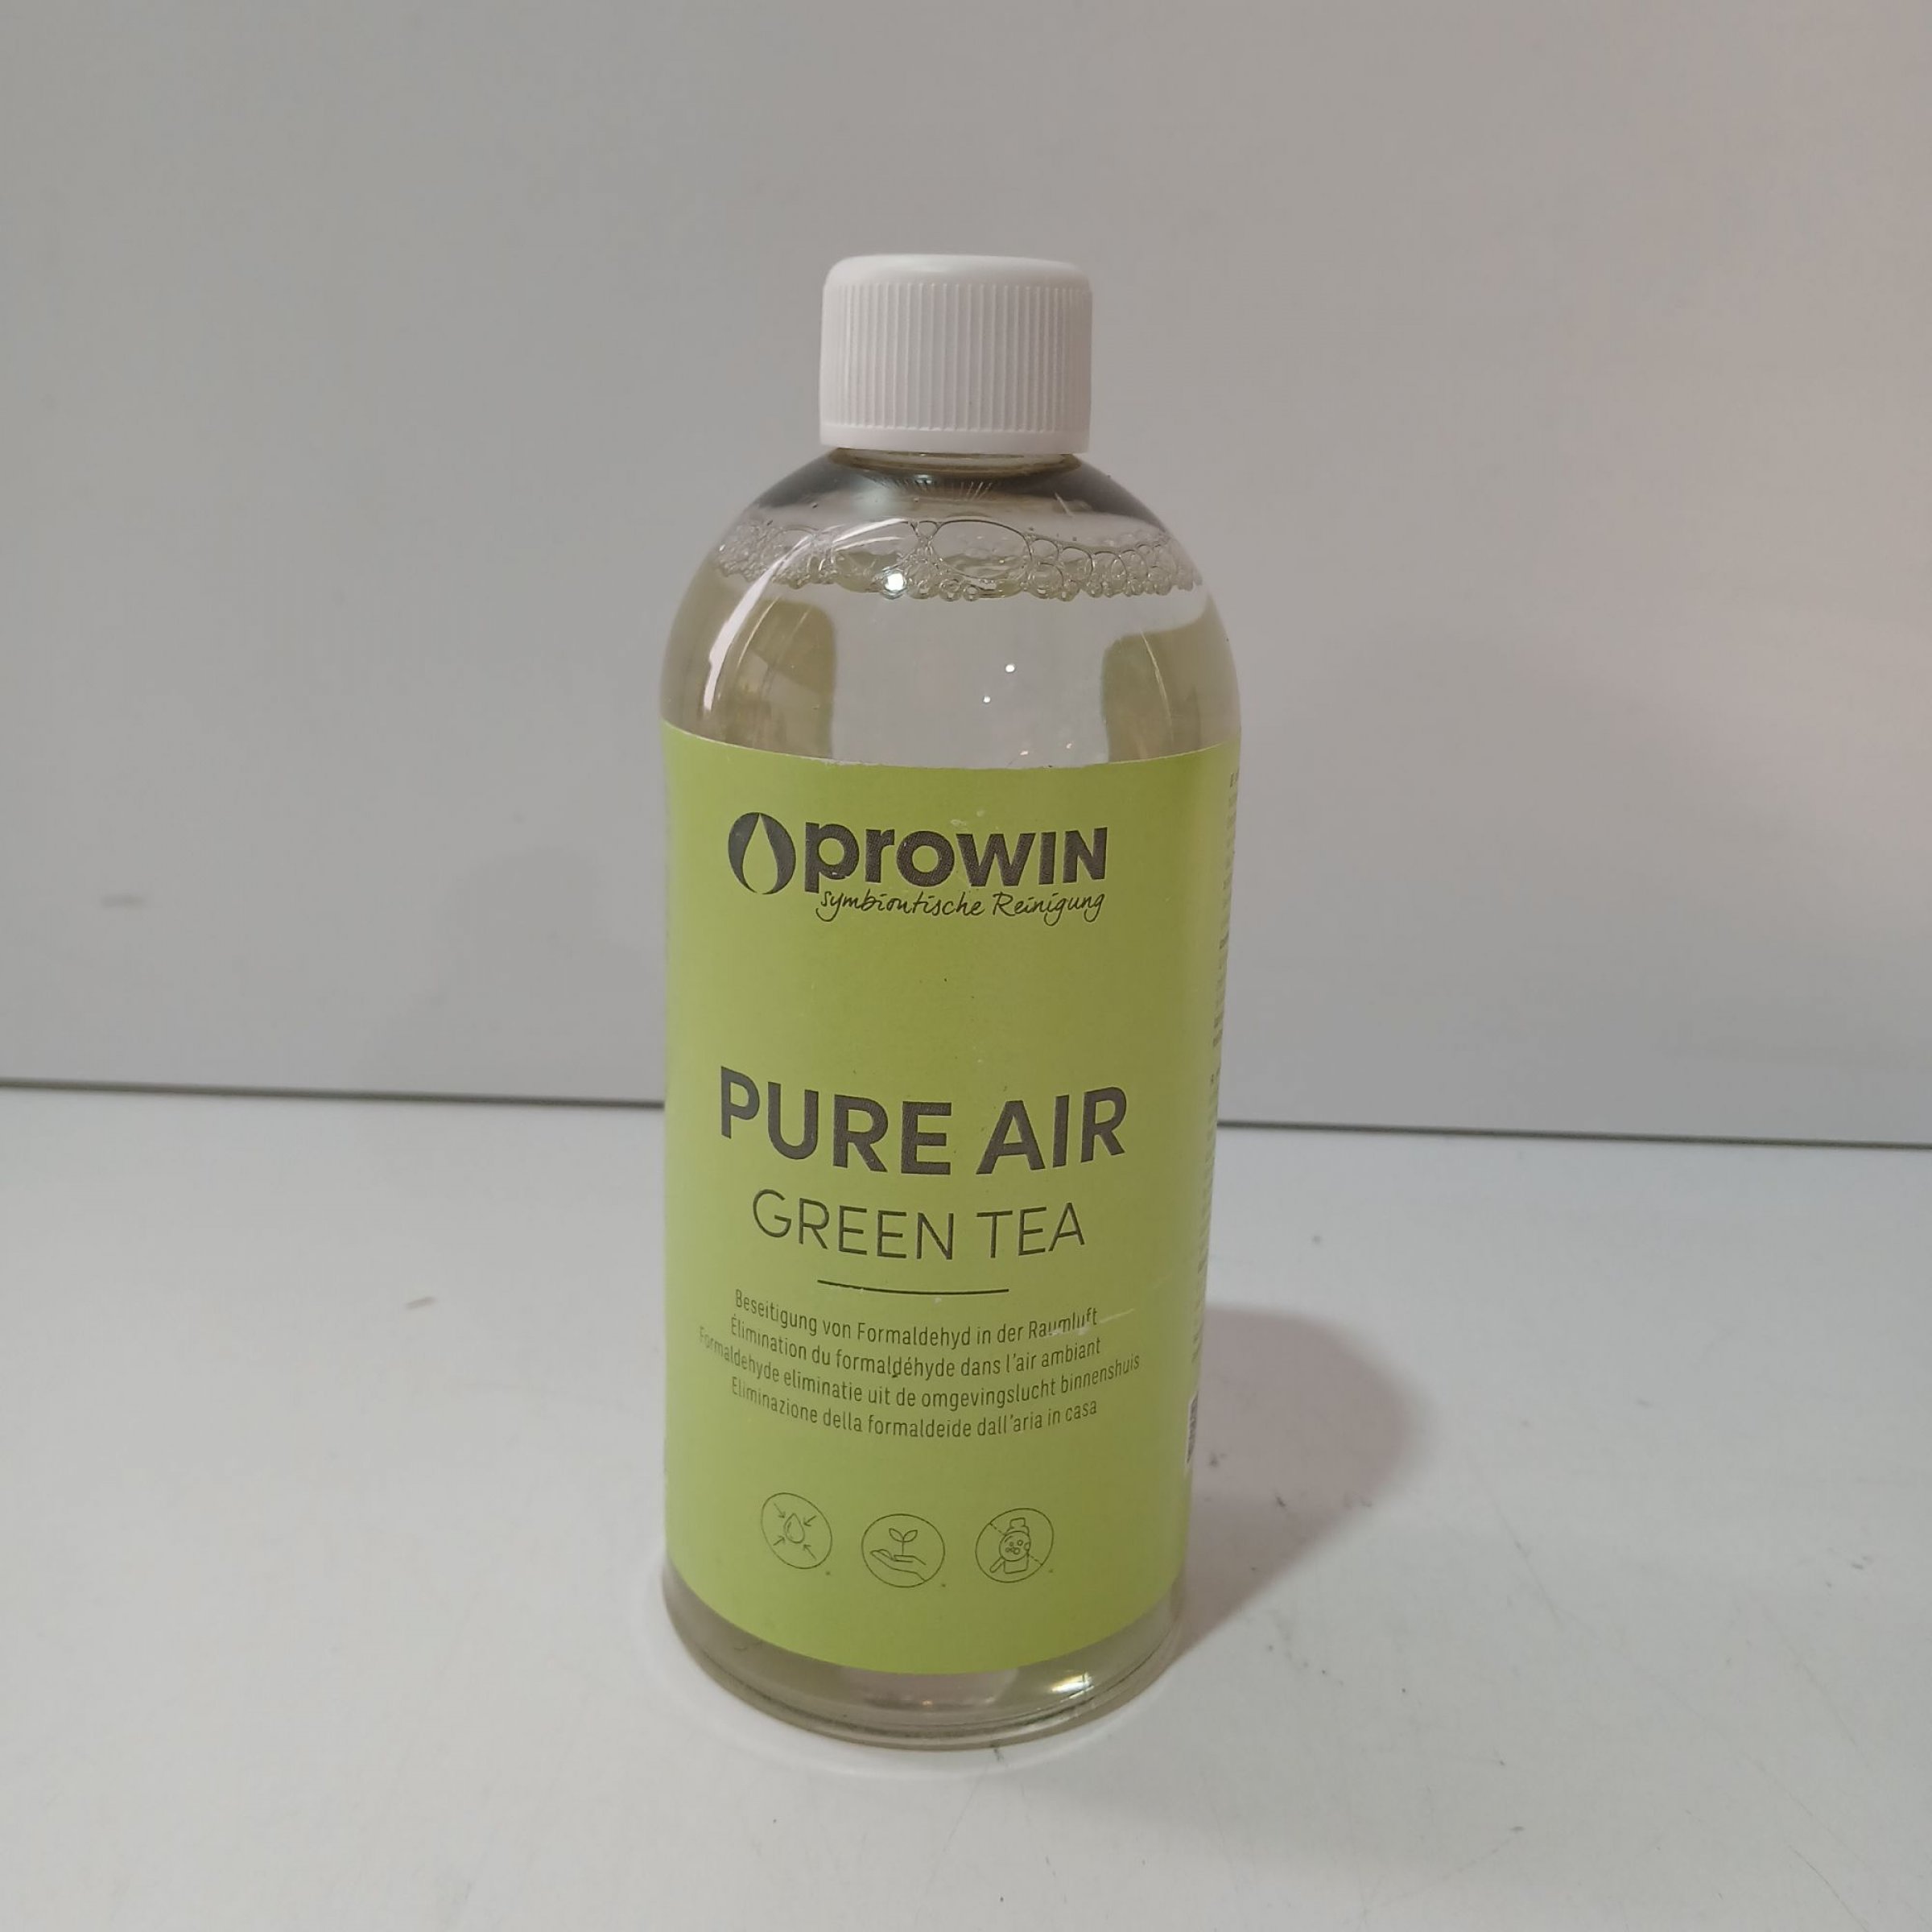 proWIN
symbiontische Reinigung
PURE AIR
GREEN TEA
Beseitigung von Formaldehyd in der Raumluft
Élimination du formaldéhyde dans l'air ambiant
Formaldehyde eliminatie uit de omgevingslucht binnenshuis
Eliminazione della formaldeide dall'aria in casa